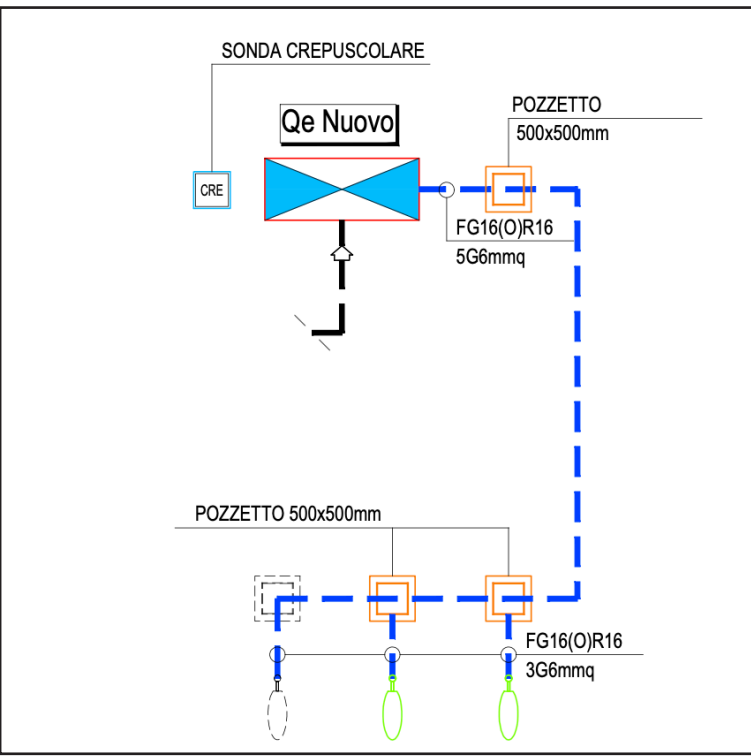 SONDA CREPUSCOLARE
Qe Nuovo
POZZETTO
500x500mm
CRE
FG16(O)R16
5G6mmq
POZZETTO 500x500mm
FG16(O)R16
3G6mmq